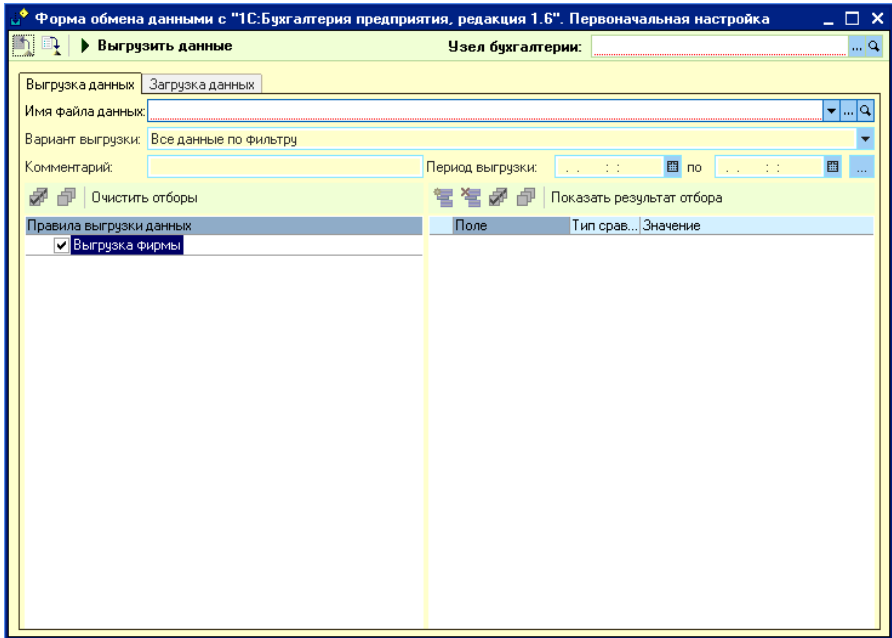 Форма обмена данными с "1С:Бухгалтерия предприятия, редакция 1.6". Первоначальная настройка
Выгрузить данные Узел бухгалтерии: ...
Выгрузка данных Загрузка данных
Имя файла данных: ...
Вариант выгрузки: Все данные по фильтру
Комментарий: Период выгрузки: . . : : по . . : : ...
Очистить отборы Показать результат отбора
Правила выгрузки данных Поле Тип срав... Значение
Выгрузка фирмы